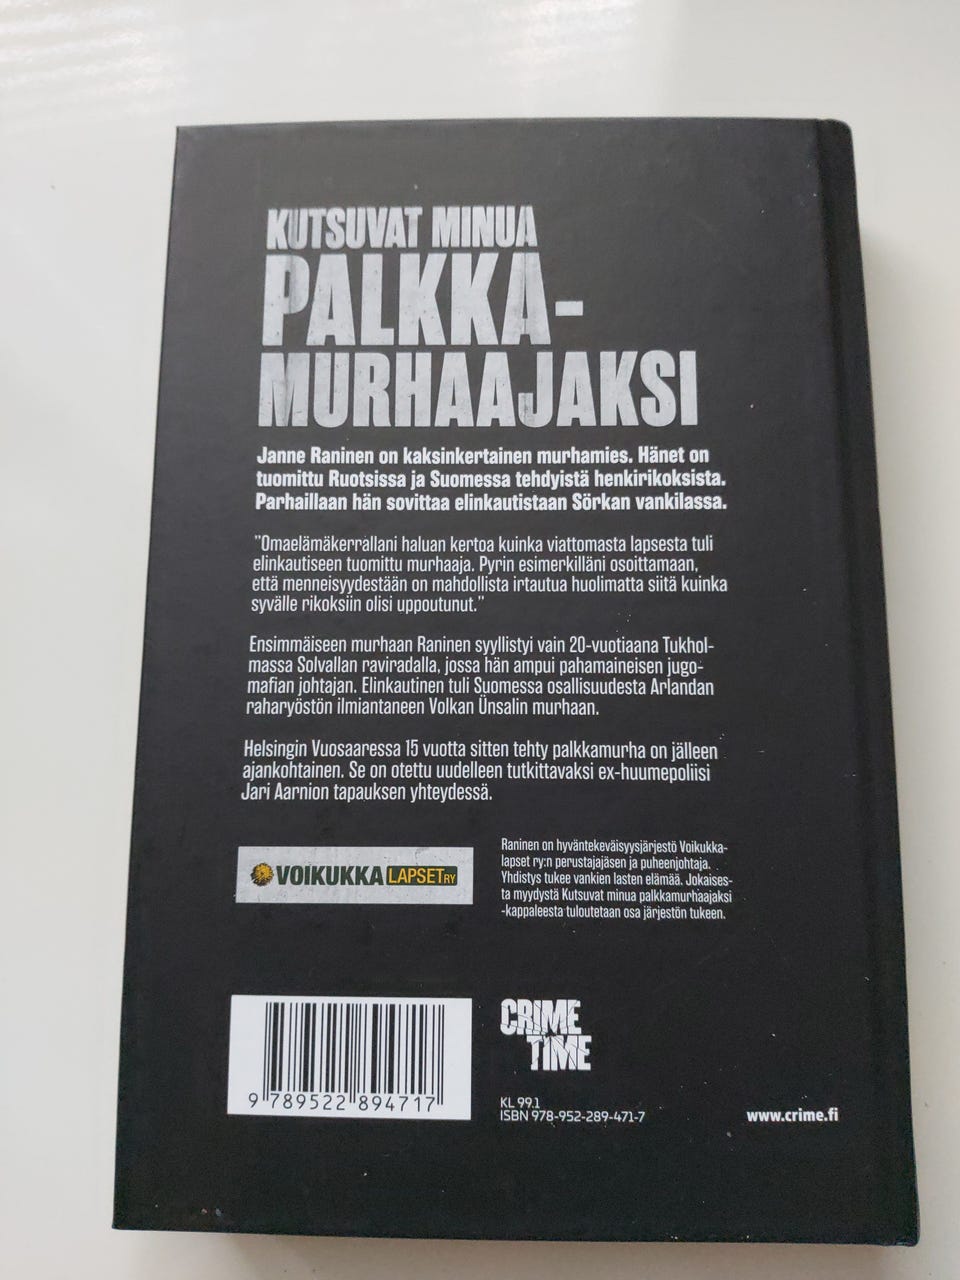 KUTSUVAT MINUA
PALKKA-
MURHAAJAKSI
Janne Raninen on kaksinkertainen murhamies. Hänet on
tuomittu Ruotsissa ja Suomessa tehdyistä henkirikoksista.
Parhaillaan hän sovittaa elinkautistaan Sörkan vankilassa.
"Omaelämäkerrallani haluan kertoa kuinka viattomasta lapsesta tuli
elinkautiseen tuomittu murhaaja. Pyrin esimerkilläni osoittamaan,
että menneisyydestään on mahdollista irtautua huolimatta siitä kuinka
syvälle rikoksiin olisi uppoutunut."
Ensimmäiseen murhaan Raninen syyllistyi vain 20-vuotiaana Tukhol-
massa Solvallan raviradalla, jossa hän ampui pahamaineisen jugo-
mafian johtajan. Elinkautinen tuli Suomessa osallisuudesta Arlandan
raharyöstön ilmiantaneen Volkan Ünsalin murhaan.
Helsingin Vuosaaressa 15 vuotta sitten tehty palkkamurha on jälleen
ajankohtainen. Se on otettu uudelleen tutkittavaksi ex-huumepoliisi
Jari Aarnion tapauksen yhteydessä.
VOIKUKKA LAPSET RY
Raninen on hyväntekeväisyysjärjestö Voikukka-
lapset ry:n perustajajäsen ja puheenjohtaja.
Yhdistys tukee vankien lasten elämää. Jokaises-
ta myydystä Kutsuvat minua palkkamurhaajaksi
-kappaleesta tuloutetaan osa järjestön tukeen.
CRIME
TIME
9 789522 894717
KL 99.1
ISBN 978-952-289-471-7
www.crime.fi